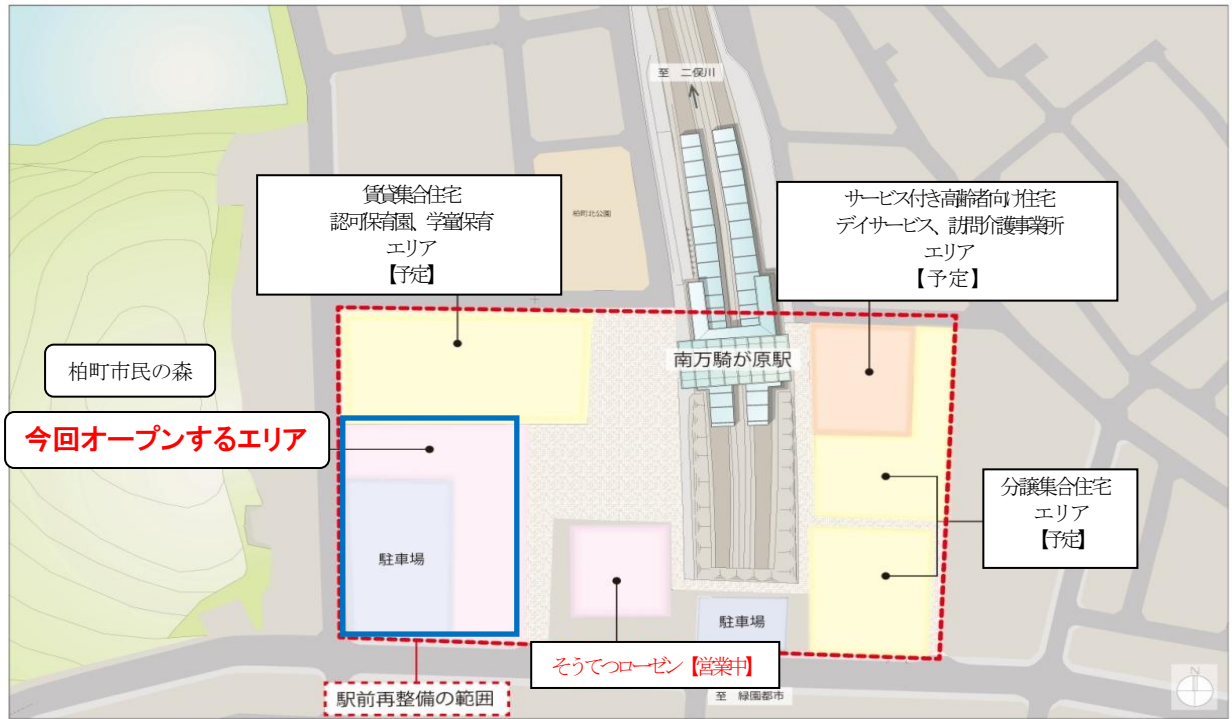 至 二俣川
賃貸集合住宅
認可保育園、学童保育
エリア
【予定】
柏町北公園
サービス付き高齢者向け住宅
デイサービス、訪問介護事業所
エリア
【予定】
南万騎が原駅
柏町市民の森
今回オープンするエリア
分譲集合住宅
エリア
【予定】
駐車場
駐車場
そうてつローゼン【営業中】
駅前再整備の範囲
至 緑園都市
N